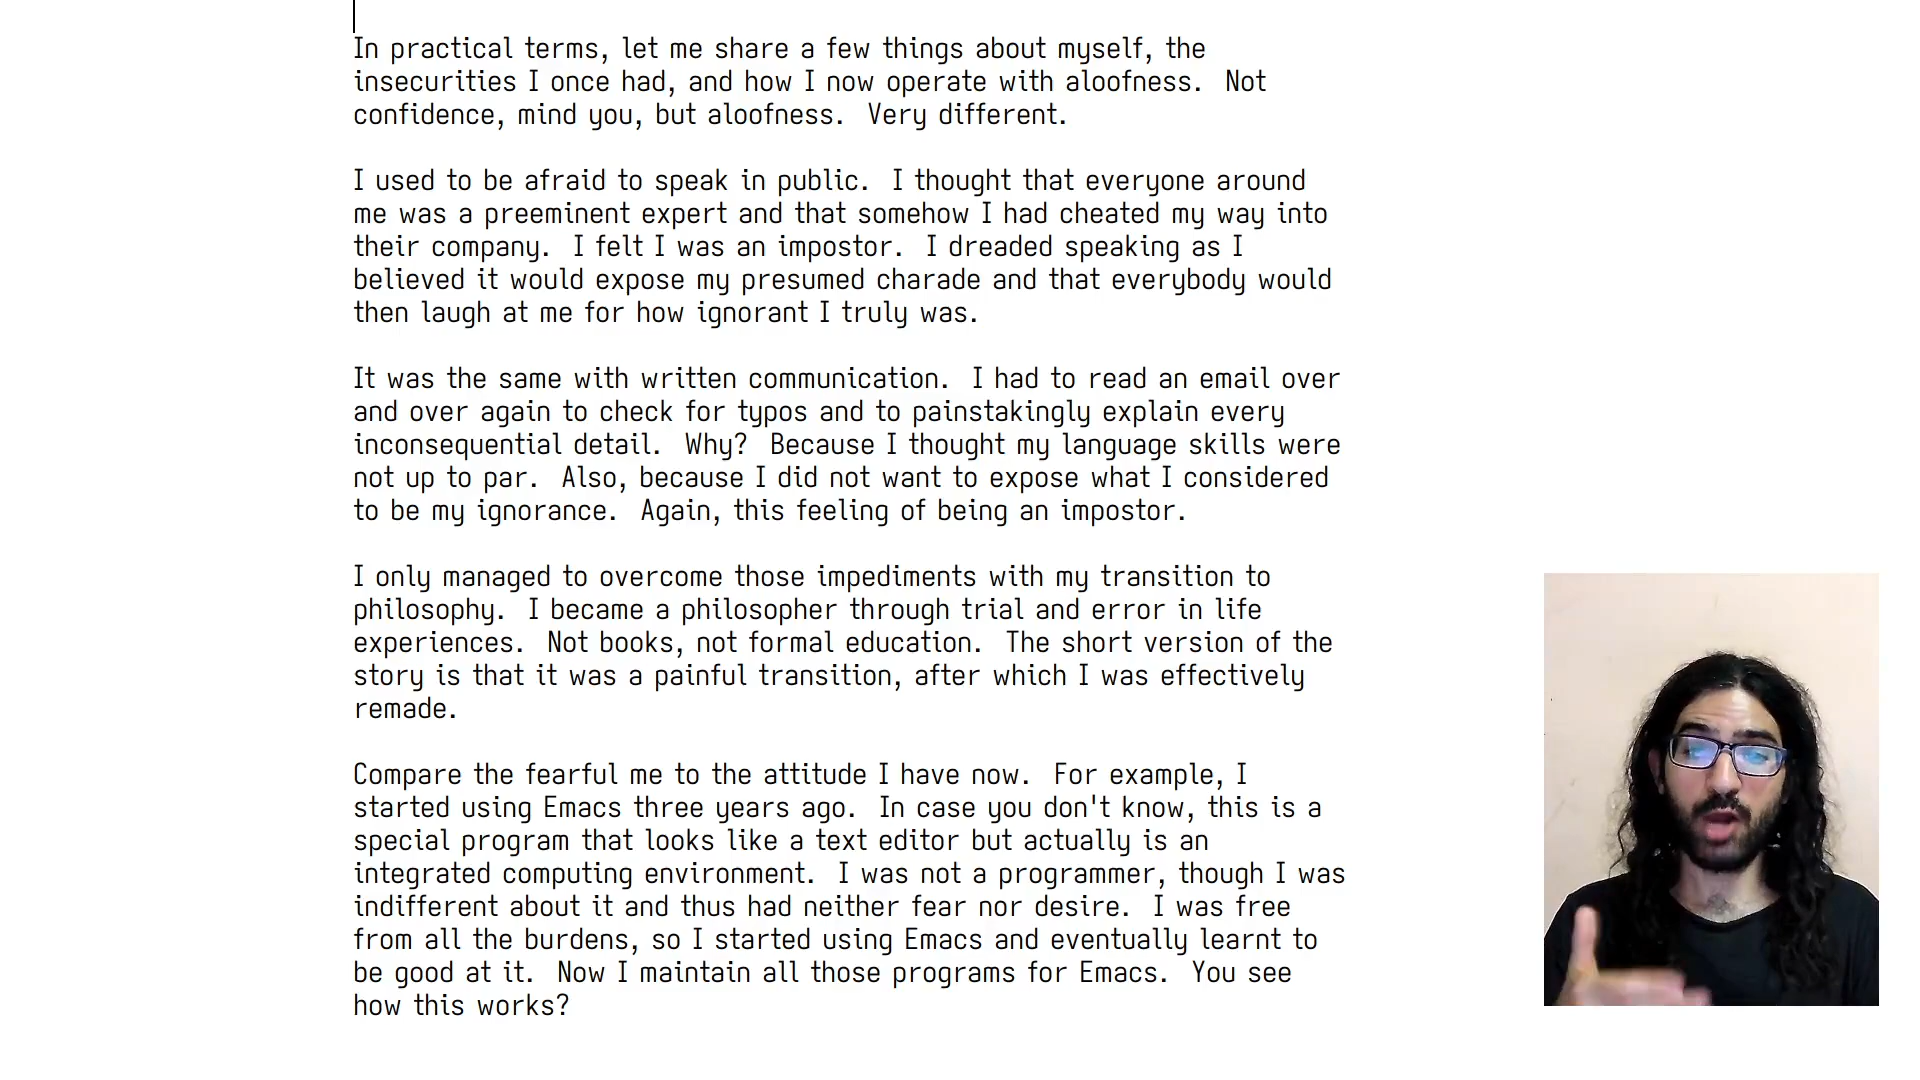 In practical terms, let me share a few things about myself, the
insecurities I once had, and how I now operate with aloofness.  Not
confidence, mind you, but aloofness.  Very different.
I used to be afraid to speak in public.  I thought that everyone around
me was a preeminent expert and that somehow I had cheated my way into
their company.  I felt I was an impostor.  I dreaded speaking as I
believed it would expose my presumed charade and that everybody would
then laugh at me for how ignorant I truly was.
It was the same with written communication.  I had to read an email over
and over again to check for typos and to painstakingly explain every
inconsequential detail.  Why?  Because I thought my language skills were
not up to par.  Also, because I did not want to expose what I considered
to be my ignorance.  Again, this feeling of being an impostor.
I only managed to overcome those impediments with my transition to
philosophy.  I became a philosopher through trial and error in life
experiences.  Not books, not formal education.  The short version of the
story is that it was a painful transition, after which I was effectively
remade.
Compare the fearful me to the attitude I have now.  For example, I
started using Emacs three years ago.  In case you don't know, this is a
special program that looks like a text editor but actually is an
integrated computing environment.  I was not a programmer, though I was
indifferent about it and thus had neither fear nor desire.  I was free
from all the burdens, so I started using Emacs and eventually learnt to
be good at it.  Now I maintain all those programs for Emacs.  You see
how this works?